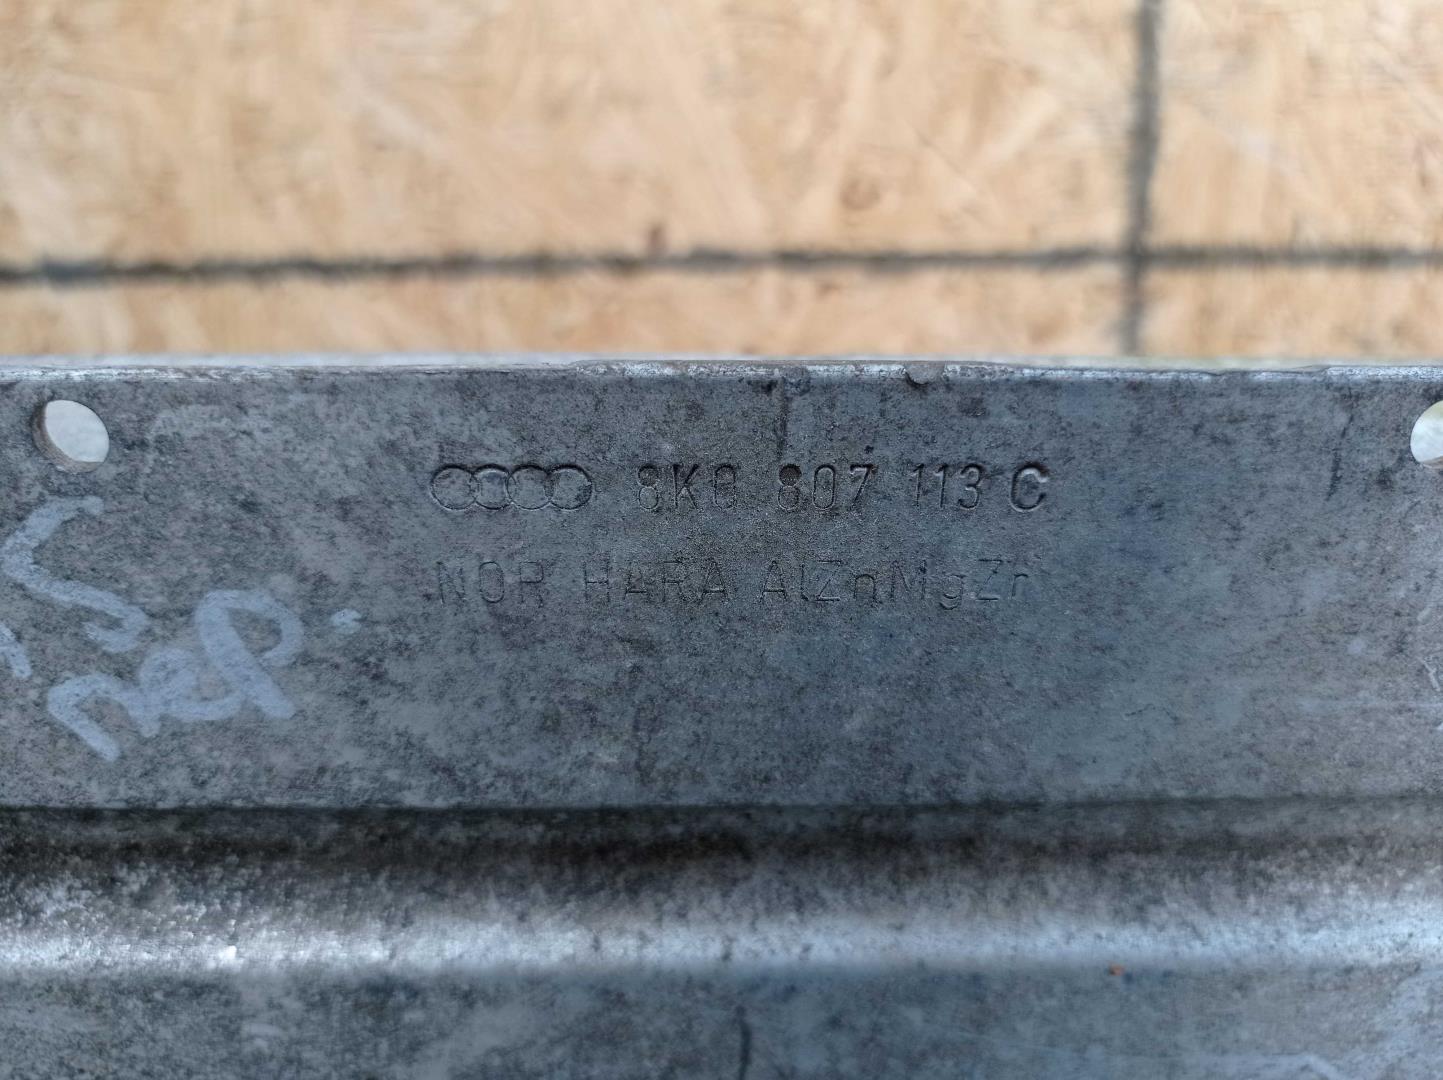 8K0 807 113 C
NOR HARA AlZnMgZr